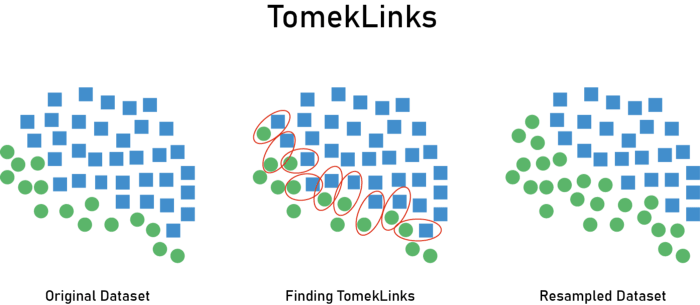 TomekLinks
Original Dataset
Finding TomekLinks
Resampled Dataset